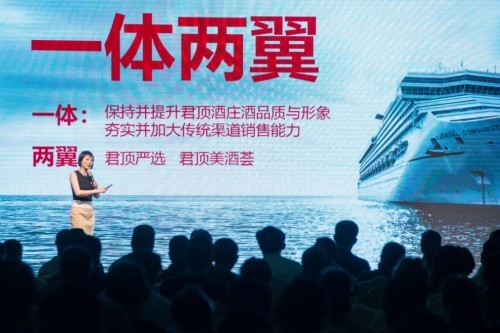 一体两翼
一体： 保持并提升君顶酒庄酒品质与形象
夯实并加大传统渠道销售能力
两翼 君顶严选 君顶美酒荟